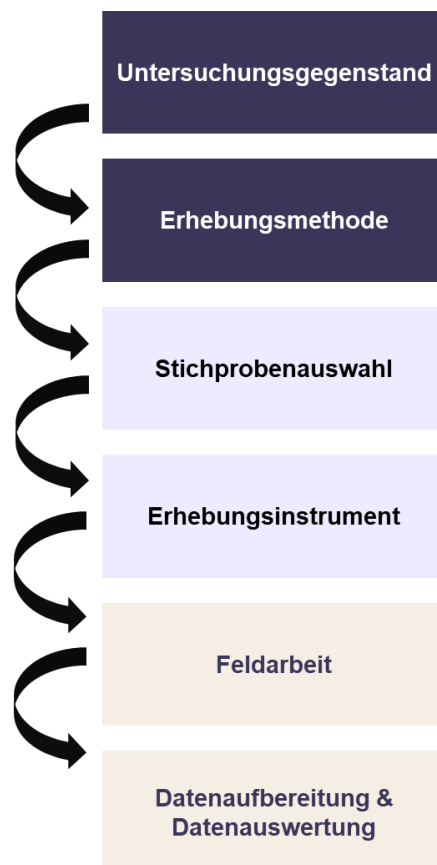 Untersuchungsgegenstand
Erhebungsmethode
Stichprobenauswahl
Erhebungsinstrument
Feldarbeit
Datenaufbereitung &
Datenauswertung